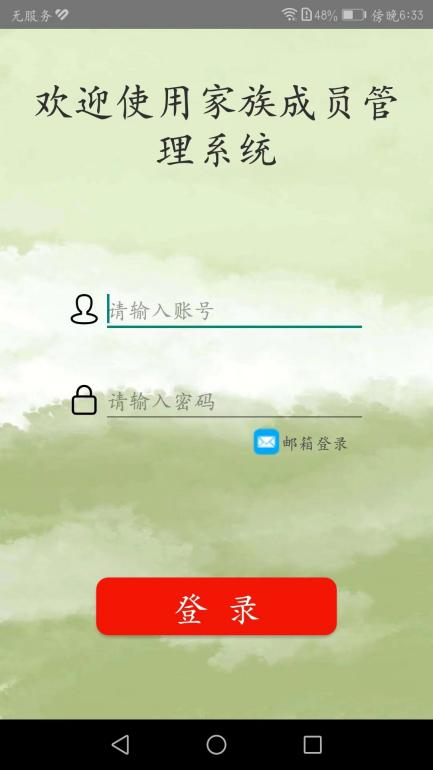 无服务 48% 傍晚6:33
欢迎使用家族成员管
理系统
请输入账号
请输入密码
邮箱登录
登 录